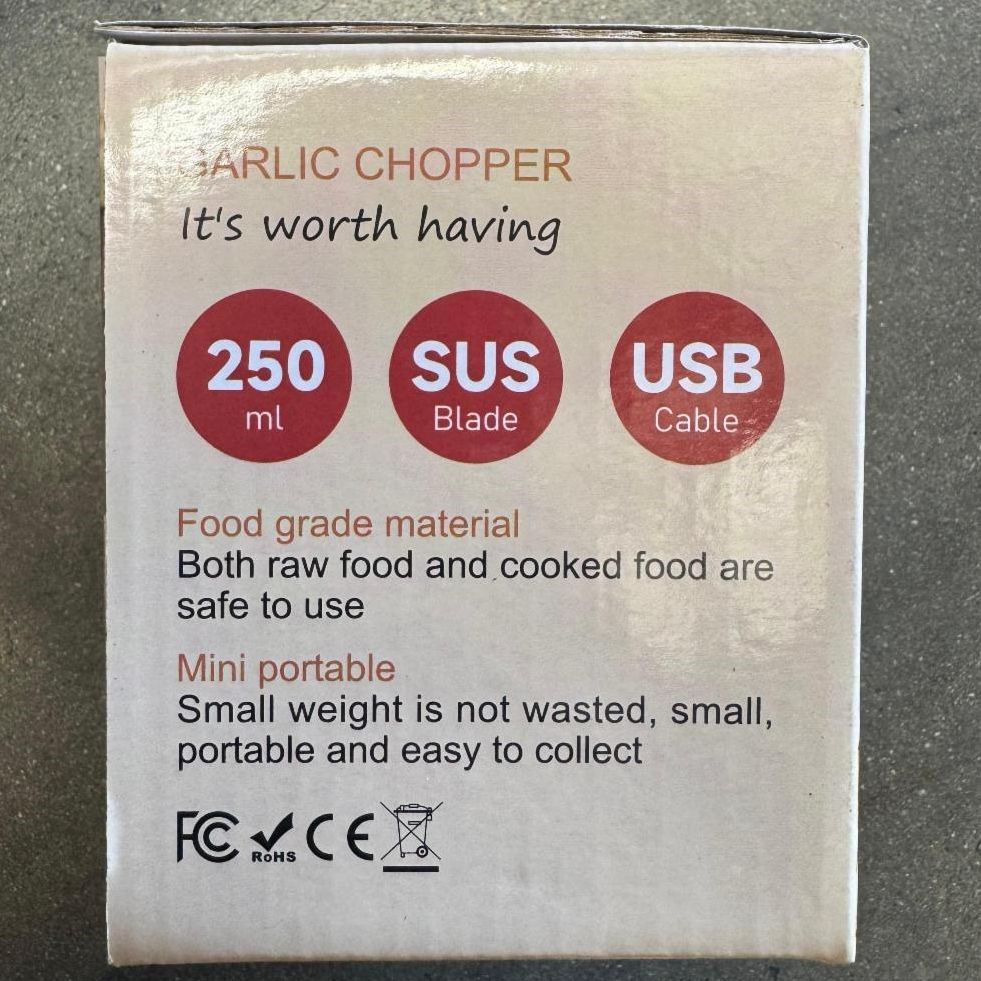 GARLIC CHOPPER
It's worth having
250
ml
SUS
Blade
USB
Cable
Food grade material
Both raw food and cooked food are
safe to use
Mini portable
Small weight is not wasted, small,
portable and easy to collect
FC RoHS CE